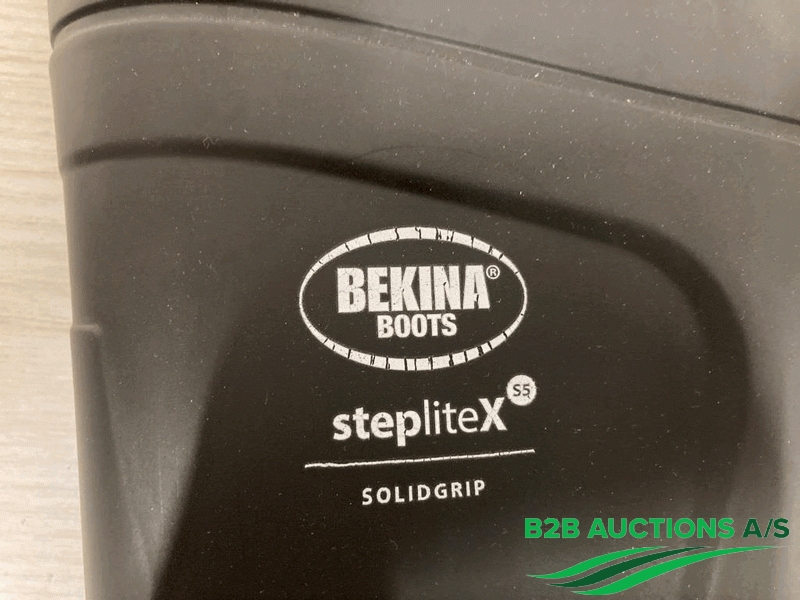 BEKINA®
BOOTS
stepliteX S5
SOLIDGRIP
B2B AUCTIONS A/S